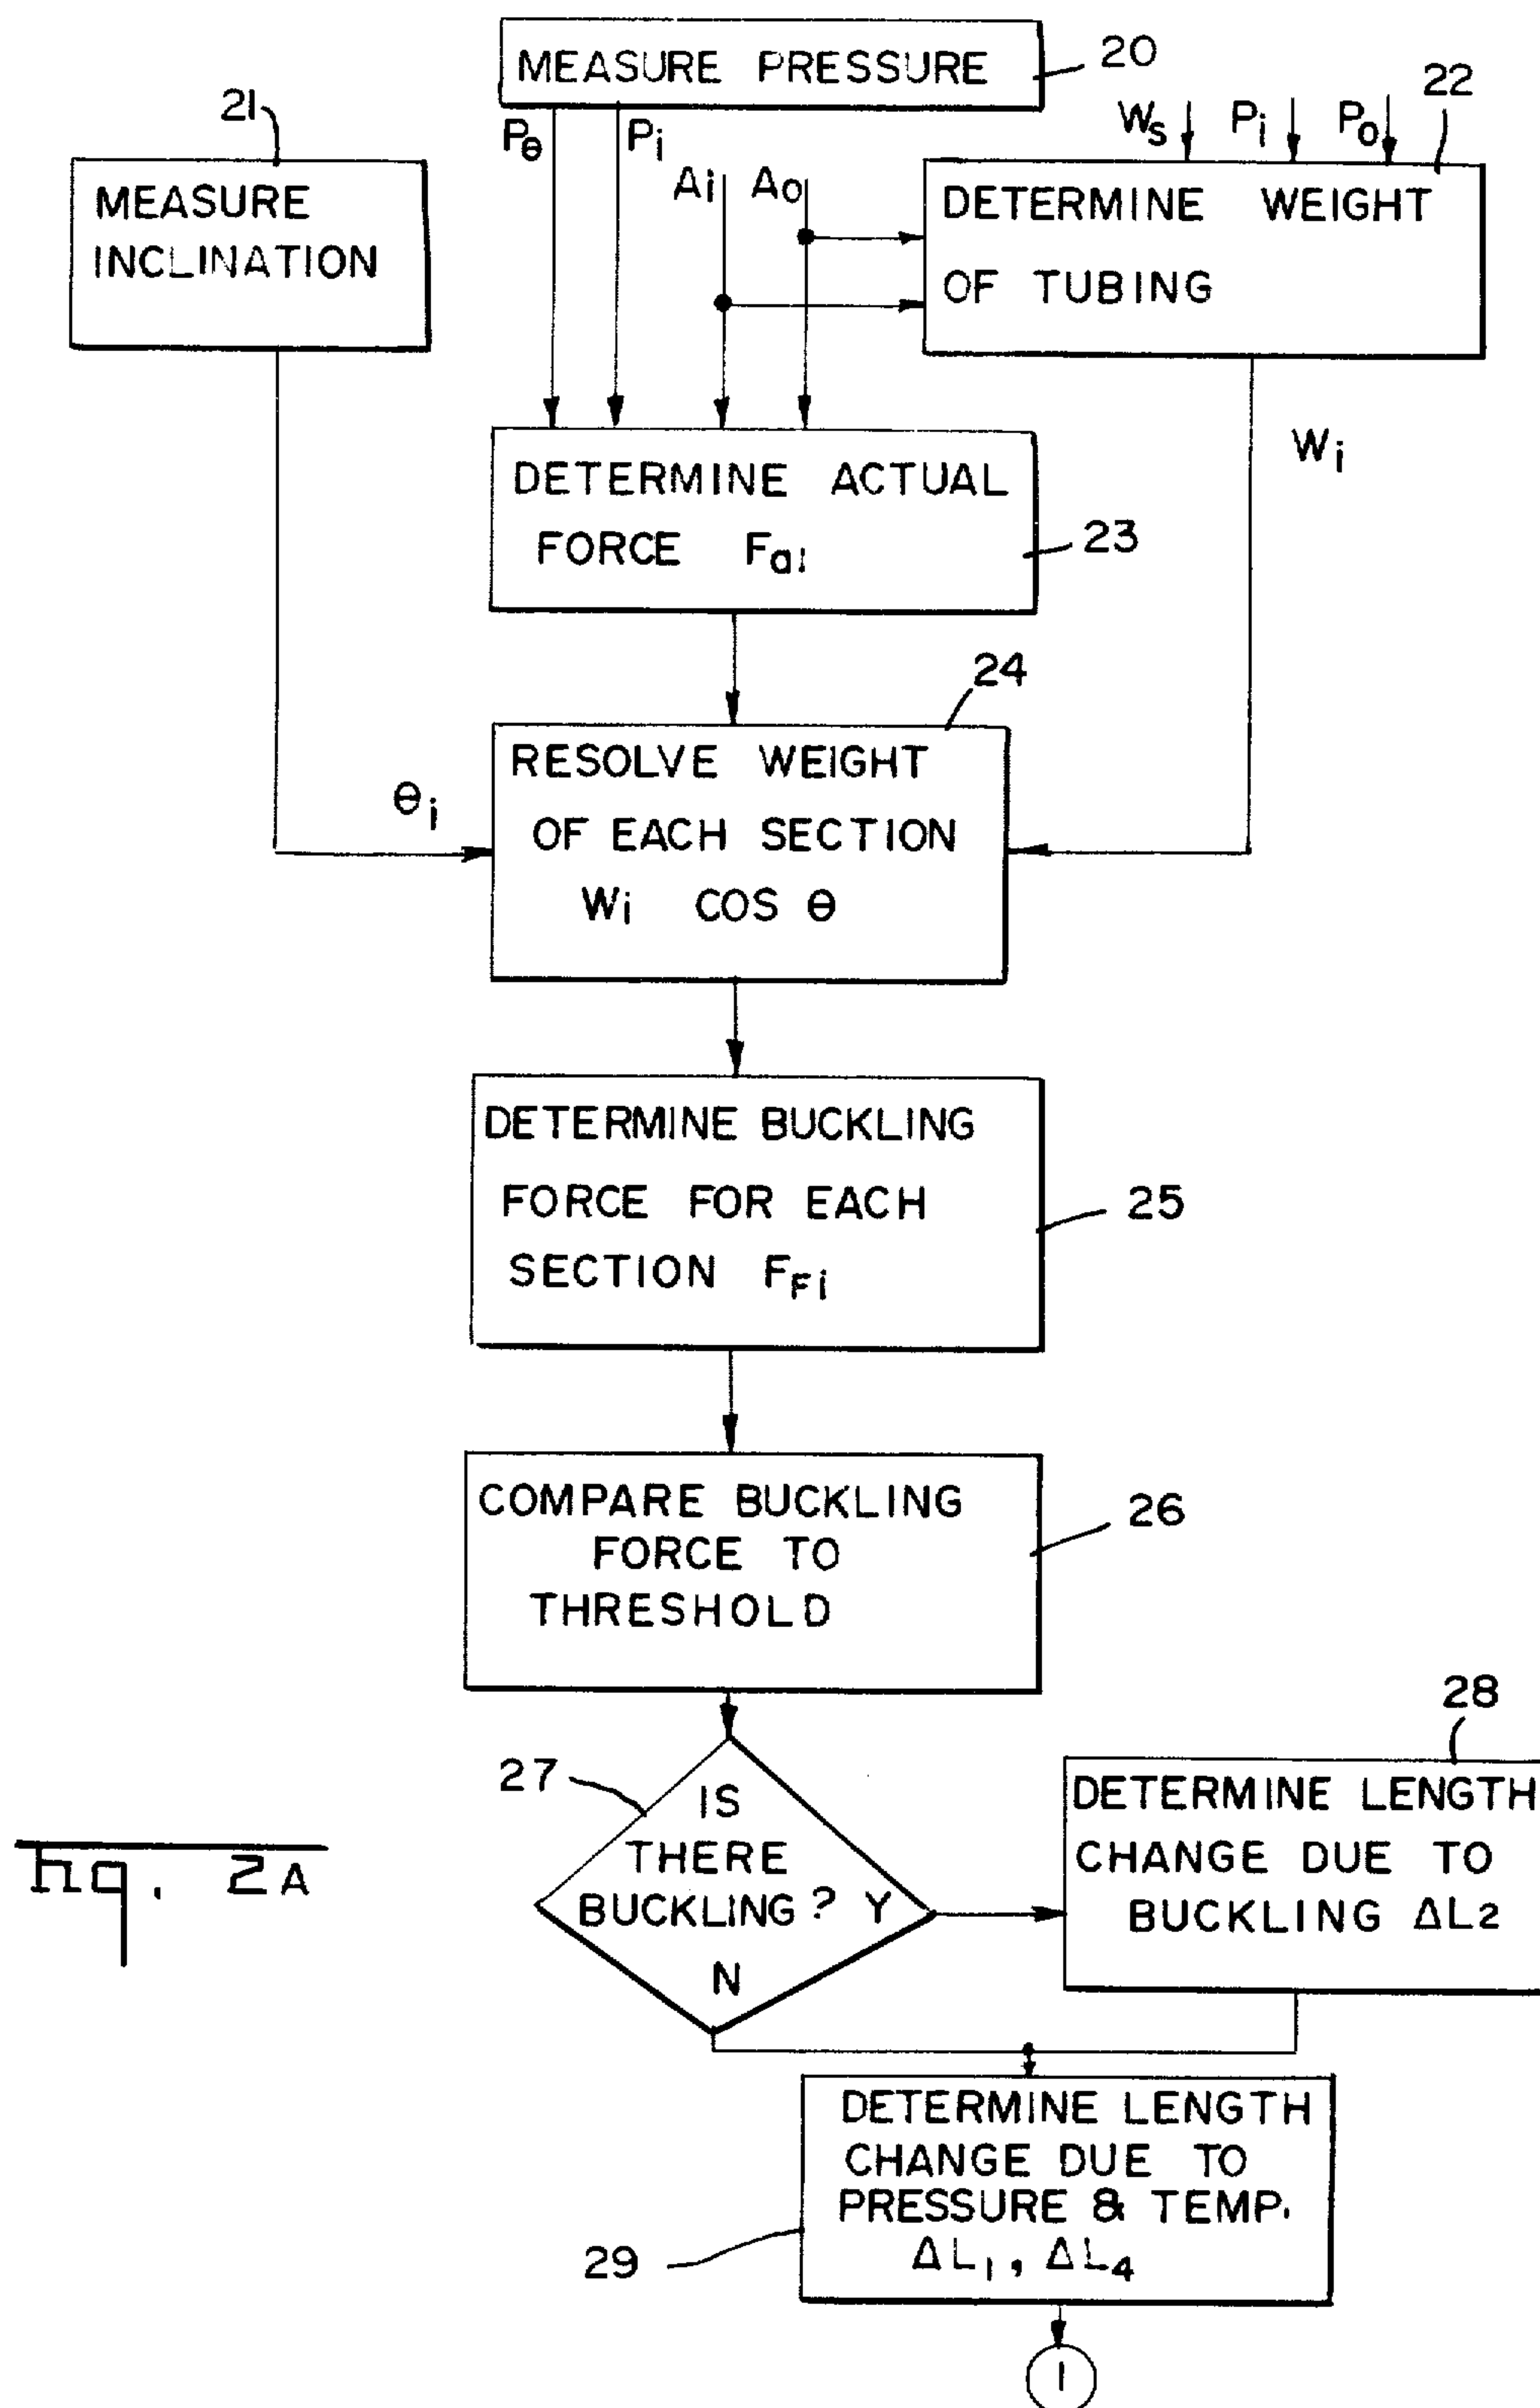 MEASURE PRESSURE
20
21
22
Pθ
Pi
Ws
Pi
Po
Ai
Ao
MEASURE
INCLINATION
DETERMINE WEIGHT
OF TUBING
Wi
DETERMINE ACTUAL
FORCE Fa1
23
24
θi
RESOLVE WEIGHT
OF EACH SECTION
Wi COS θ
DETERMINE BUCKLING
FORCE FOR EACH
SECTION FFi
25
COMPARE BUCKLING
FORCE TO
THRESHOLD
26
27
IS
THERE
BUCKLING? Y
N
28
DETERMINE LENGTH
CHANGE DUE TO
BUCKLING ΔL2
Fig. 2A
DETERMINE LENGTH
CHANGE DUE TO
PRESSURE & TEMP.
ΔL1, ΔL4
29
1